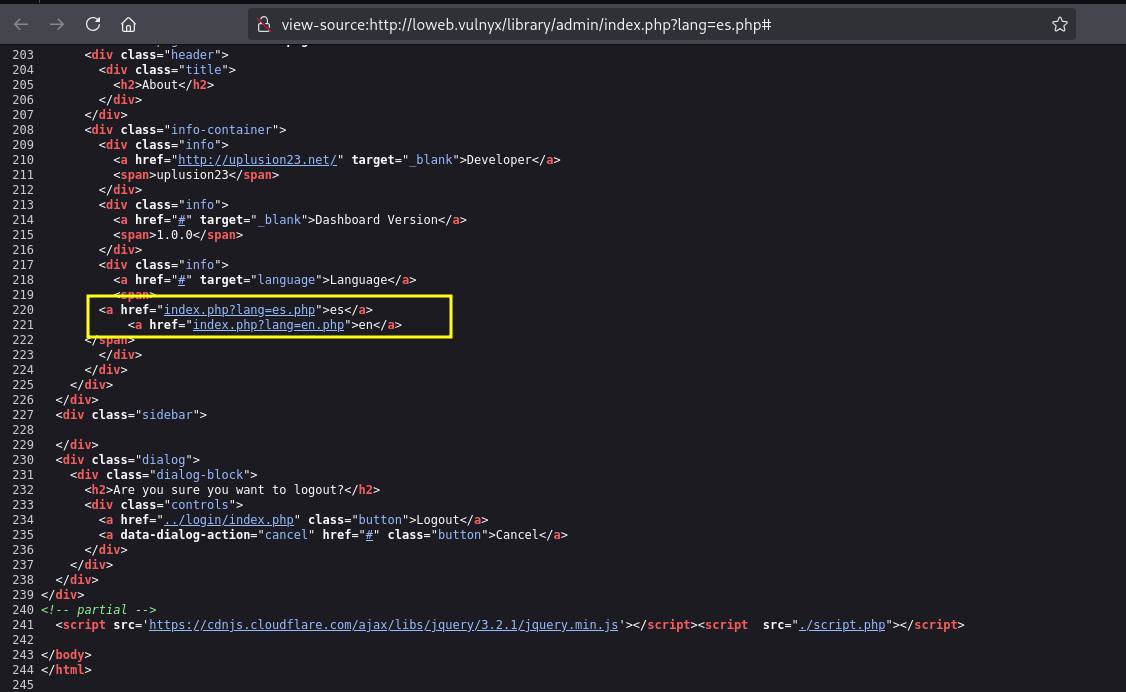 view-source:http://loweb.vulnyx/library/admin/index.php?lang=es.php#
203 <div class="header">
204 <div class="title">
205 <h2>About</h2>
206 </div>
207 </div>
208 <div class="info-container">
209 <div class="info">
210 <a href="http://uplusion23.net/" target="_blank">Developer</a>
211 <span>uplusion23</span>
212 </div>
213 <div class="info">
214 <a href="#" target="_blank">Dashboard Version</a>
215 <span>1.0.0</span>
216 </div>
217 <div class="info">
218 <a href="#" target="language">Language</a>
219 <span>
220 <a href="index.php?lang=es.php">es</a>
221 <a href="index.php?lang=en.php">en</a>
222 </span>
223 </div>
224 </div>
225 </div>
226 </div>
227 <div class="sidebar">
228
229 </div>
230 <div class="dialog">
231 <div class="dialog-block">
232 <h2>Are you sure you want to logout?</h2>
233 <div class="controls">
234 <a href="../login/index.php" class="button">Logout</a>
235 <a data-dialog-action="cancel" href="#" class="button">Cancel</a>
236 </div>
237 </div>
238 </div>
239 </div>
240 <!-- partial -->
241 <script src='https://cdnjs.cloudflare.com/ajax/libs/jquery/3.2.1/jquery.min.js'></script><script  src="./script.php"></script>
242
243 </body>
244 </html>
245